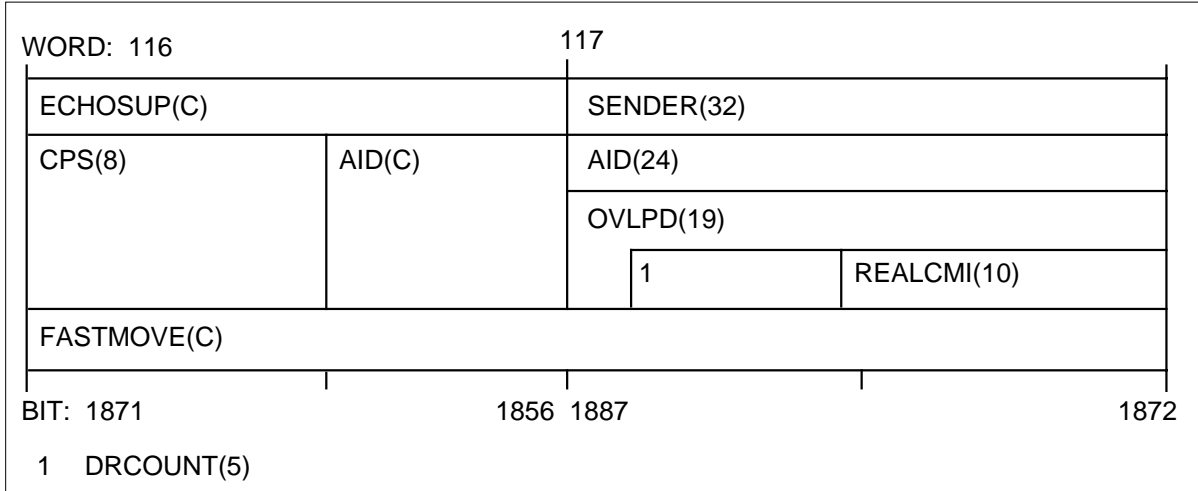 WORD: 116 117
ECHOSUP(C) SENDER(32)
CPS(8) AID(C) AID(24)
OVLPD(19)
1 REALCMI(10)
FASTMOVE(C)
BIT: 1871 1856 1887 1872
1 DRCOUNT(5)